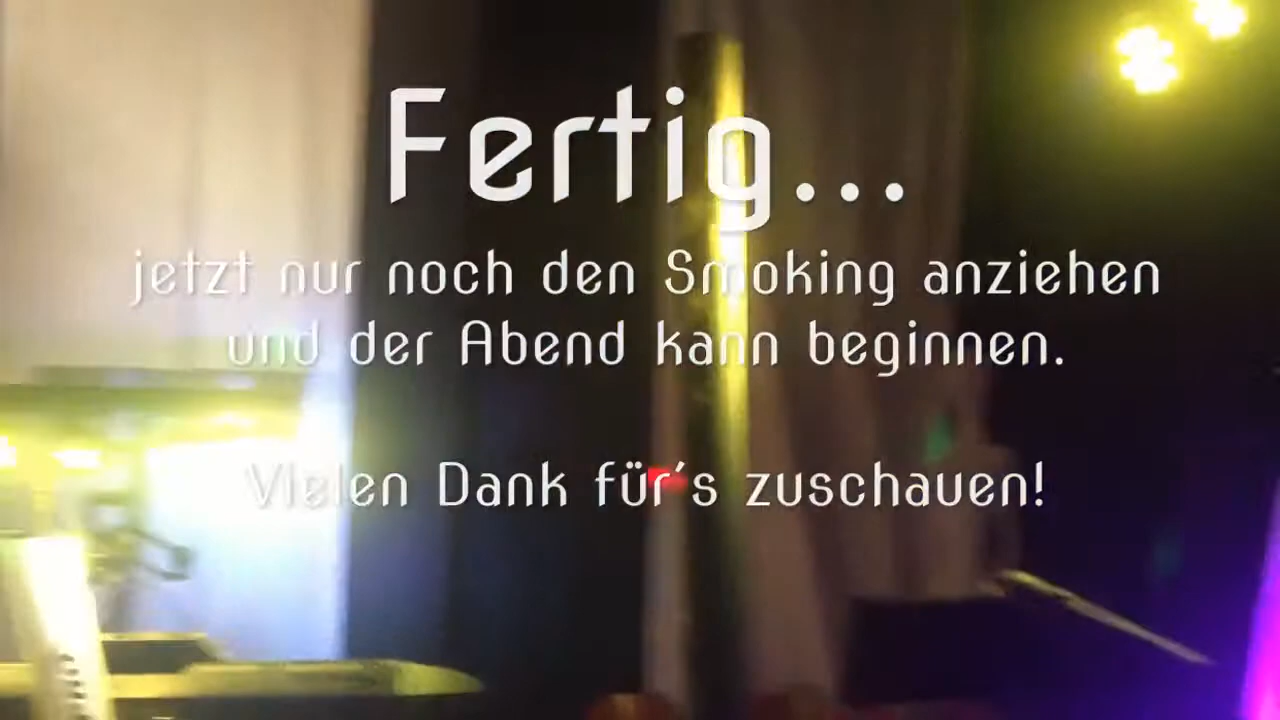 Fertig...
jetzt nur noch den Smoking anziehen
und der Abend kann beginnen.
Vielen Dank für's zuschauen!